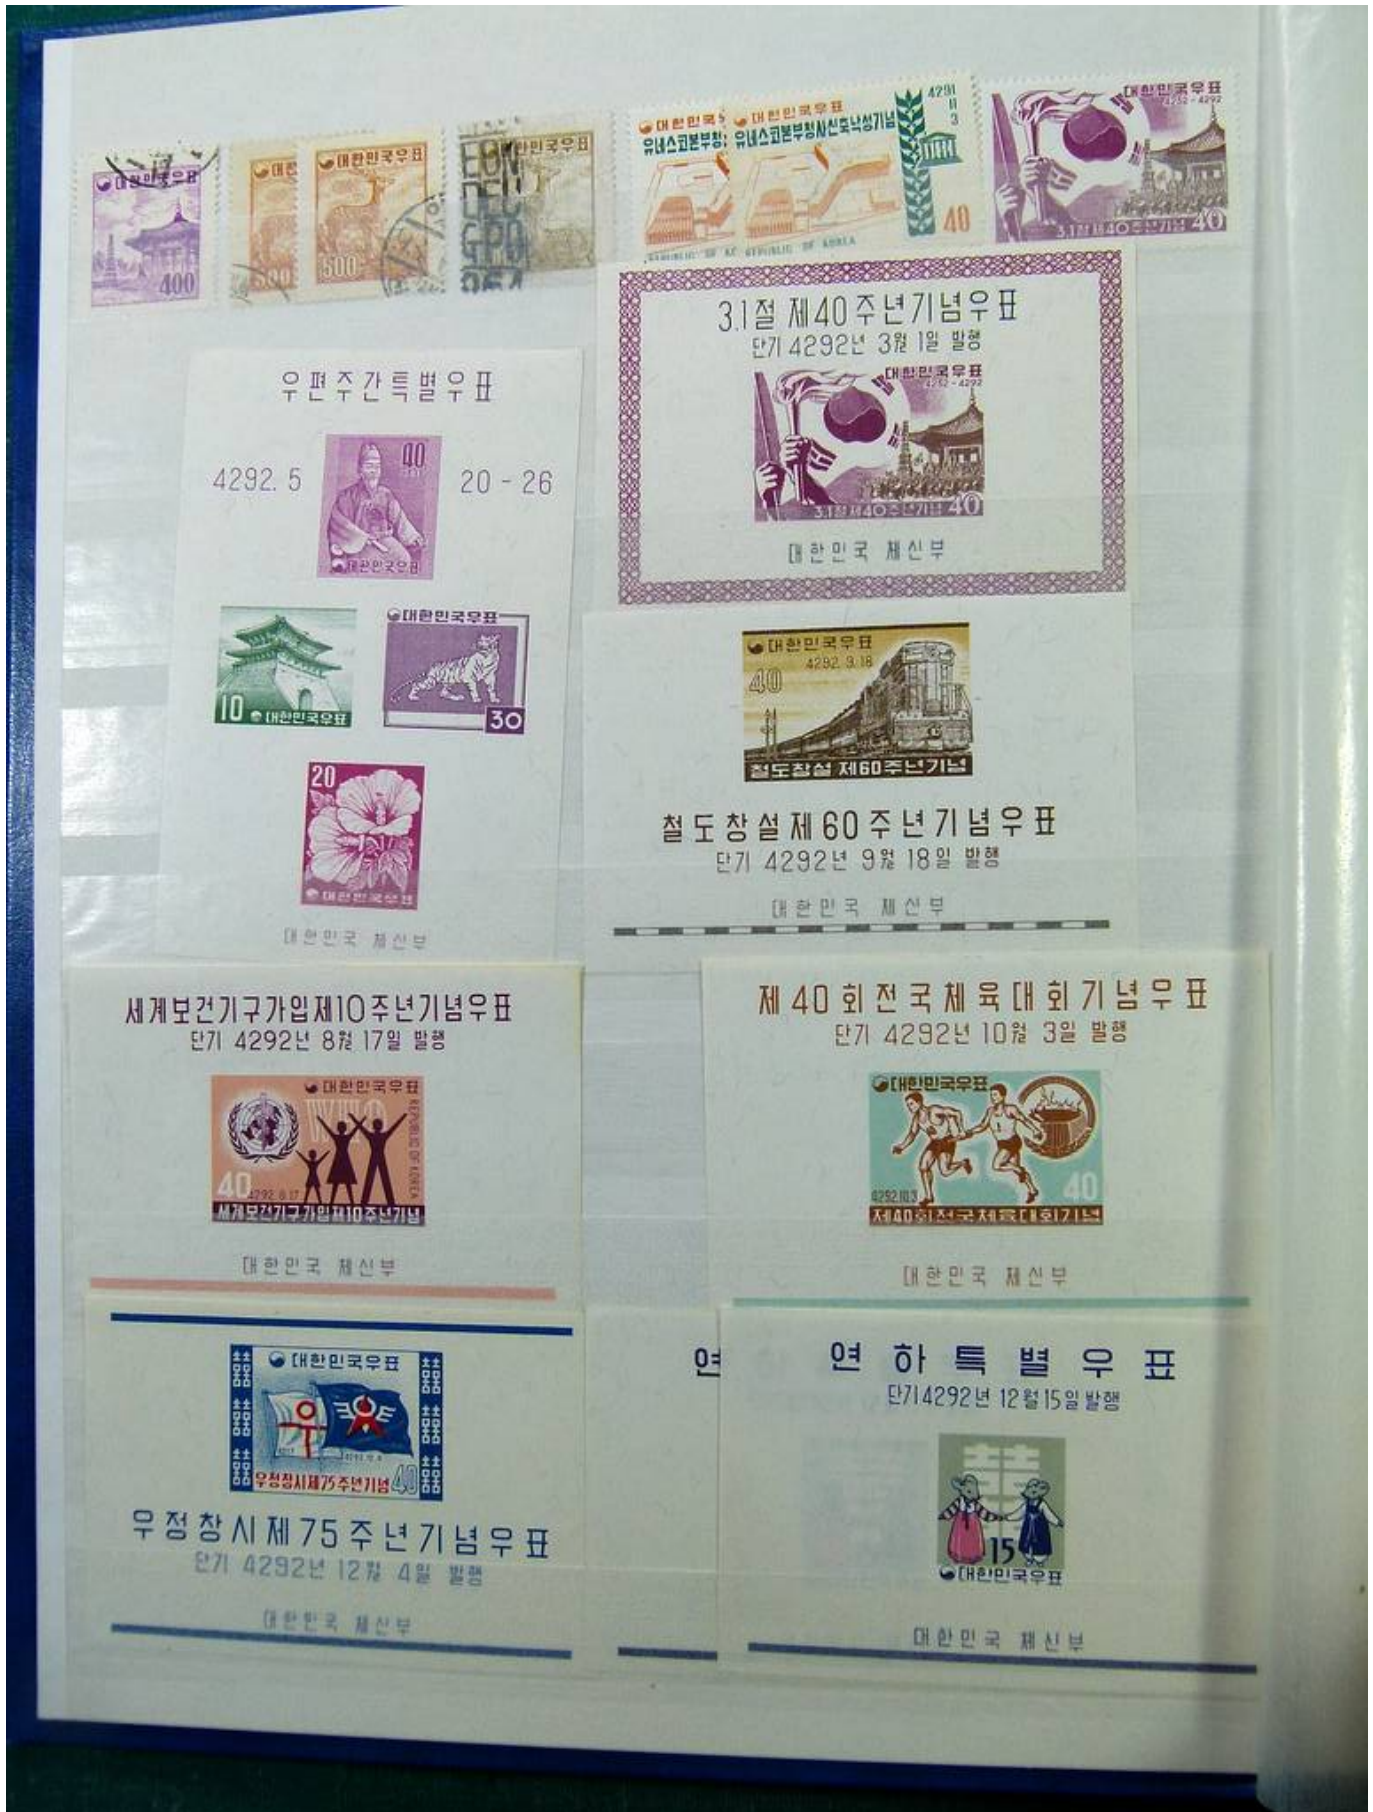 대한민국우표
400
대한
500
대한민국우표
500
한민국우표
GPO
대한민국
유네스코본부청
대한민국우표
유네스코본부청사신축낙성기념
4291
11
3
40
REPUBLIC OF KOREA
대한민국우표
4252-4292
3.1절제40주년기념 40
3.1절 제40주년기념우표
단기 4292년 3월 1일 발행
대한민국우표
4252-4292
3.1절제40주년기념 40
대한민국 체신부
우편주간특별우표
4292. 5
20-26
40
대한민국우표
10 대한민국우표
대한민국우표
30
20
대한민국우표
대한민국 체신부
대한민국우표
4292.9.18
40
철도창설 제60주년기념
철도창설제60주년기념우표
단기 4292년 9월 18일 발행
대한민국 체신부
세계보건기구가입제10주년기념우표
단기 4292년 8월 17일 발행
대한민국우표
WHO
REPUBLIC OF KOREA
40
4292.8.17
세계보건기구가입제10주년기념
대한민국 체신부
제40회전국체육대회기념우표
단기 4292년 10월 3일 발행
대한민국우표
4292.10.3
40
제40회전국체육대회기념
대한민국 체신부
대한민국우표
우
우정창시제75주년기념 40
우정창시제75주년기념우표
단기 4292년 12월 4일 발행
대한민국 체신부
연
연하특별우표
단기4292년 12월15일발행
15
대한민국우표
대한민국 체신부